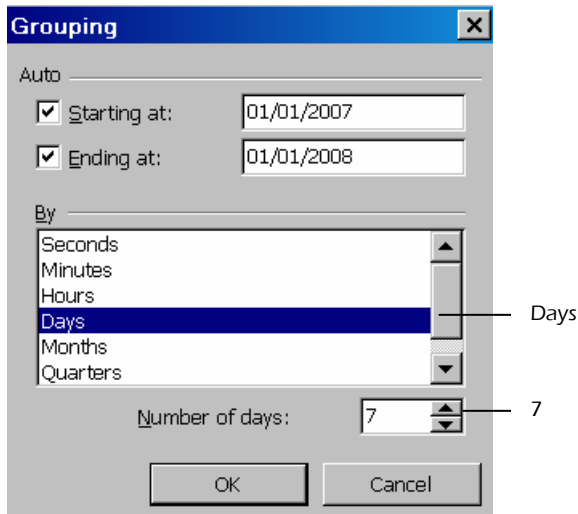 Grouping
Auto
Starting at: 01/01/2007
Ending at: 01/01/2008
By
Seconds
Minutes
Hours
Days Days
Months
Quarters
Number of days: 7 7
OK Cancel